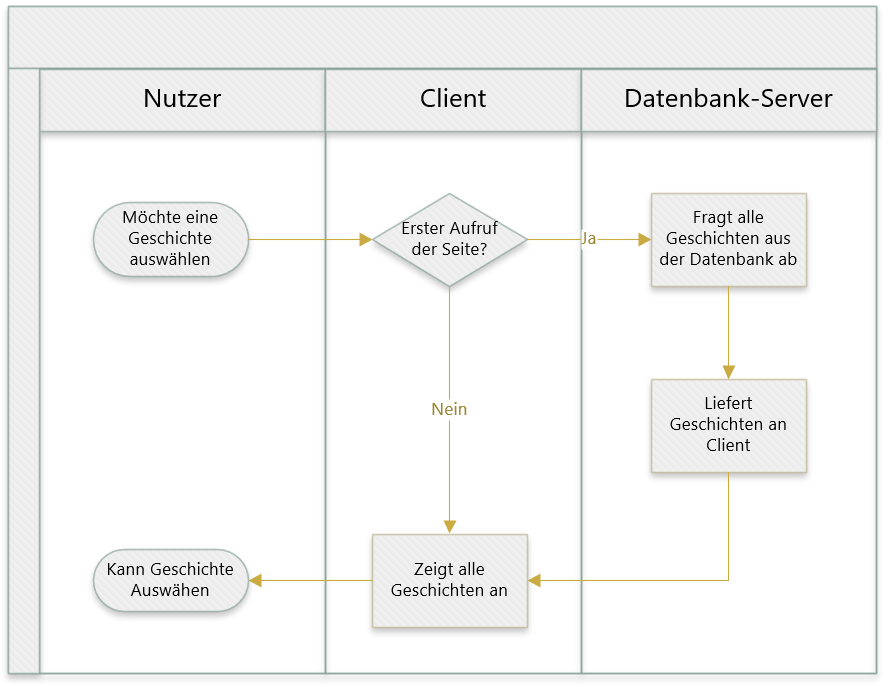 Nutzer
Client
Datenbank-Server
Möchte eine
Geschichte
auswählen
Erster Aufruf
der Seite?
Ja
Fragt alle
Geschichten aus
der Datenbank ab
Nein
Liefert
Geschichten an
Client
Kann Geschichte
Auswähen
Zeigt alle
Geschichten an